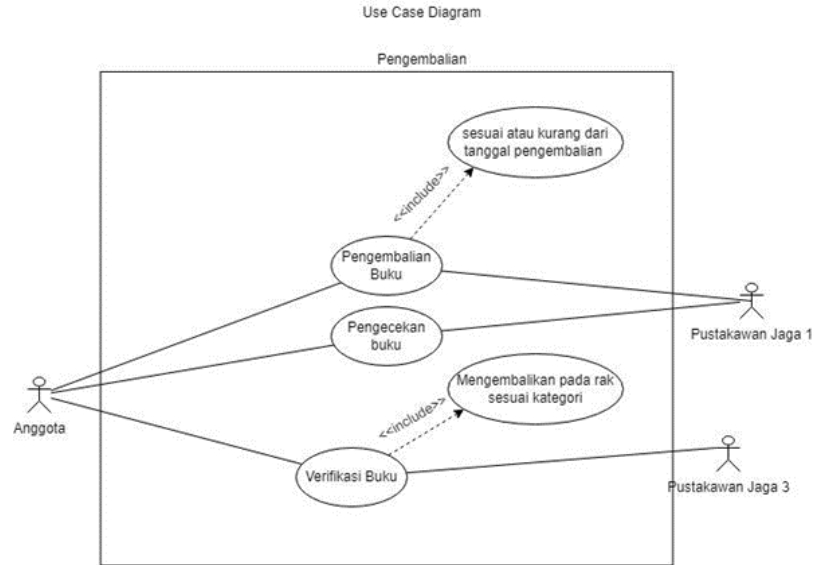 Use Case Diagram
Pengembalian
sesuai atau kurang dari
tanggal pengembalian
<<include>>
Pengembalian
Buku
Pengecekan
buku
Pustakawan Jaga 1
Mengembalikan pada rak
sesuai kategori
<<include>>
Anggota
Verifikasi Buku
Pustakawan Jaga 3